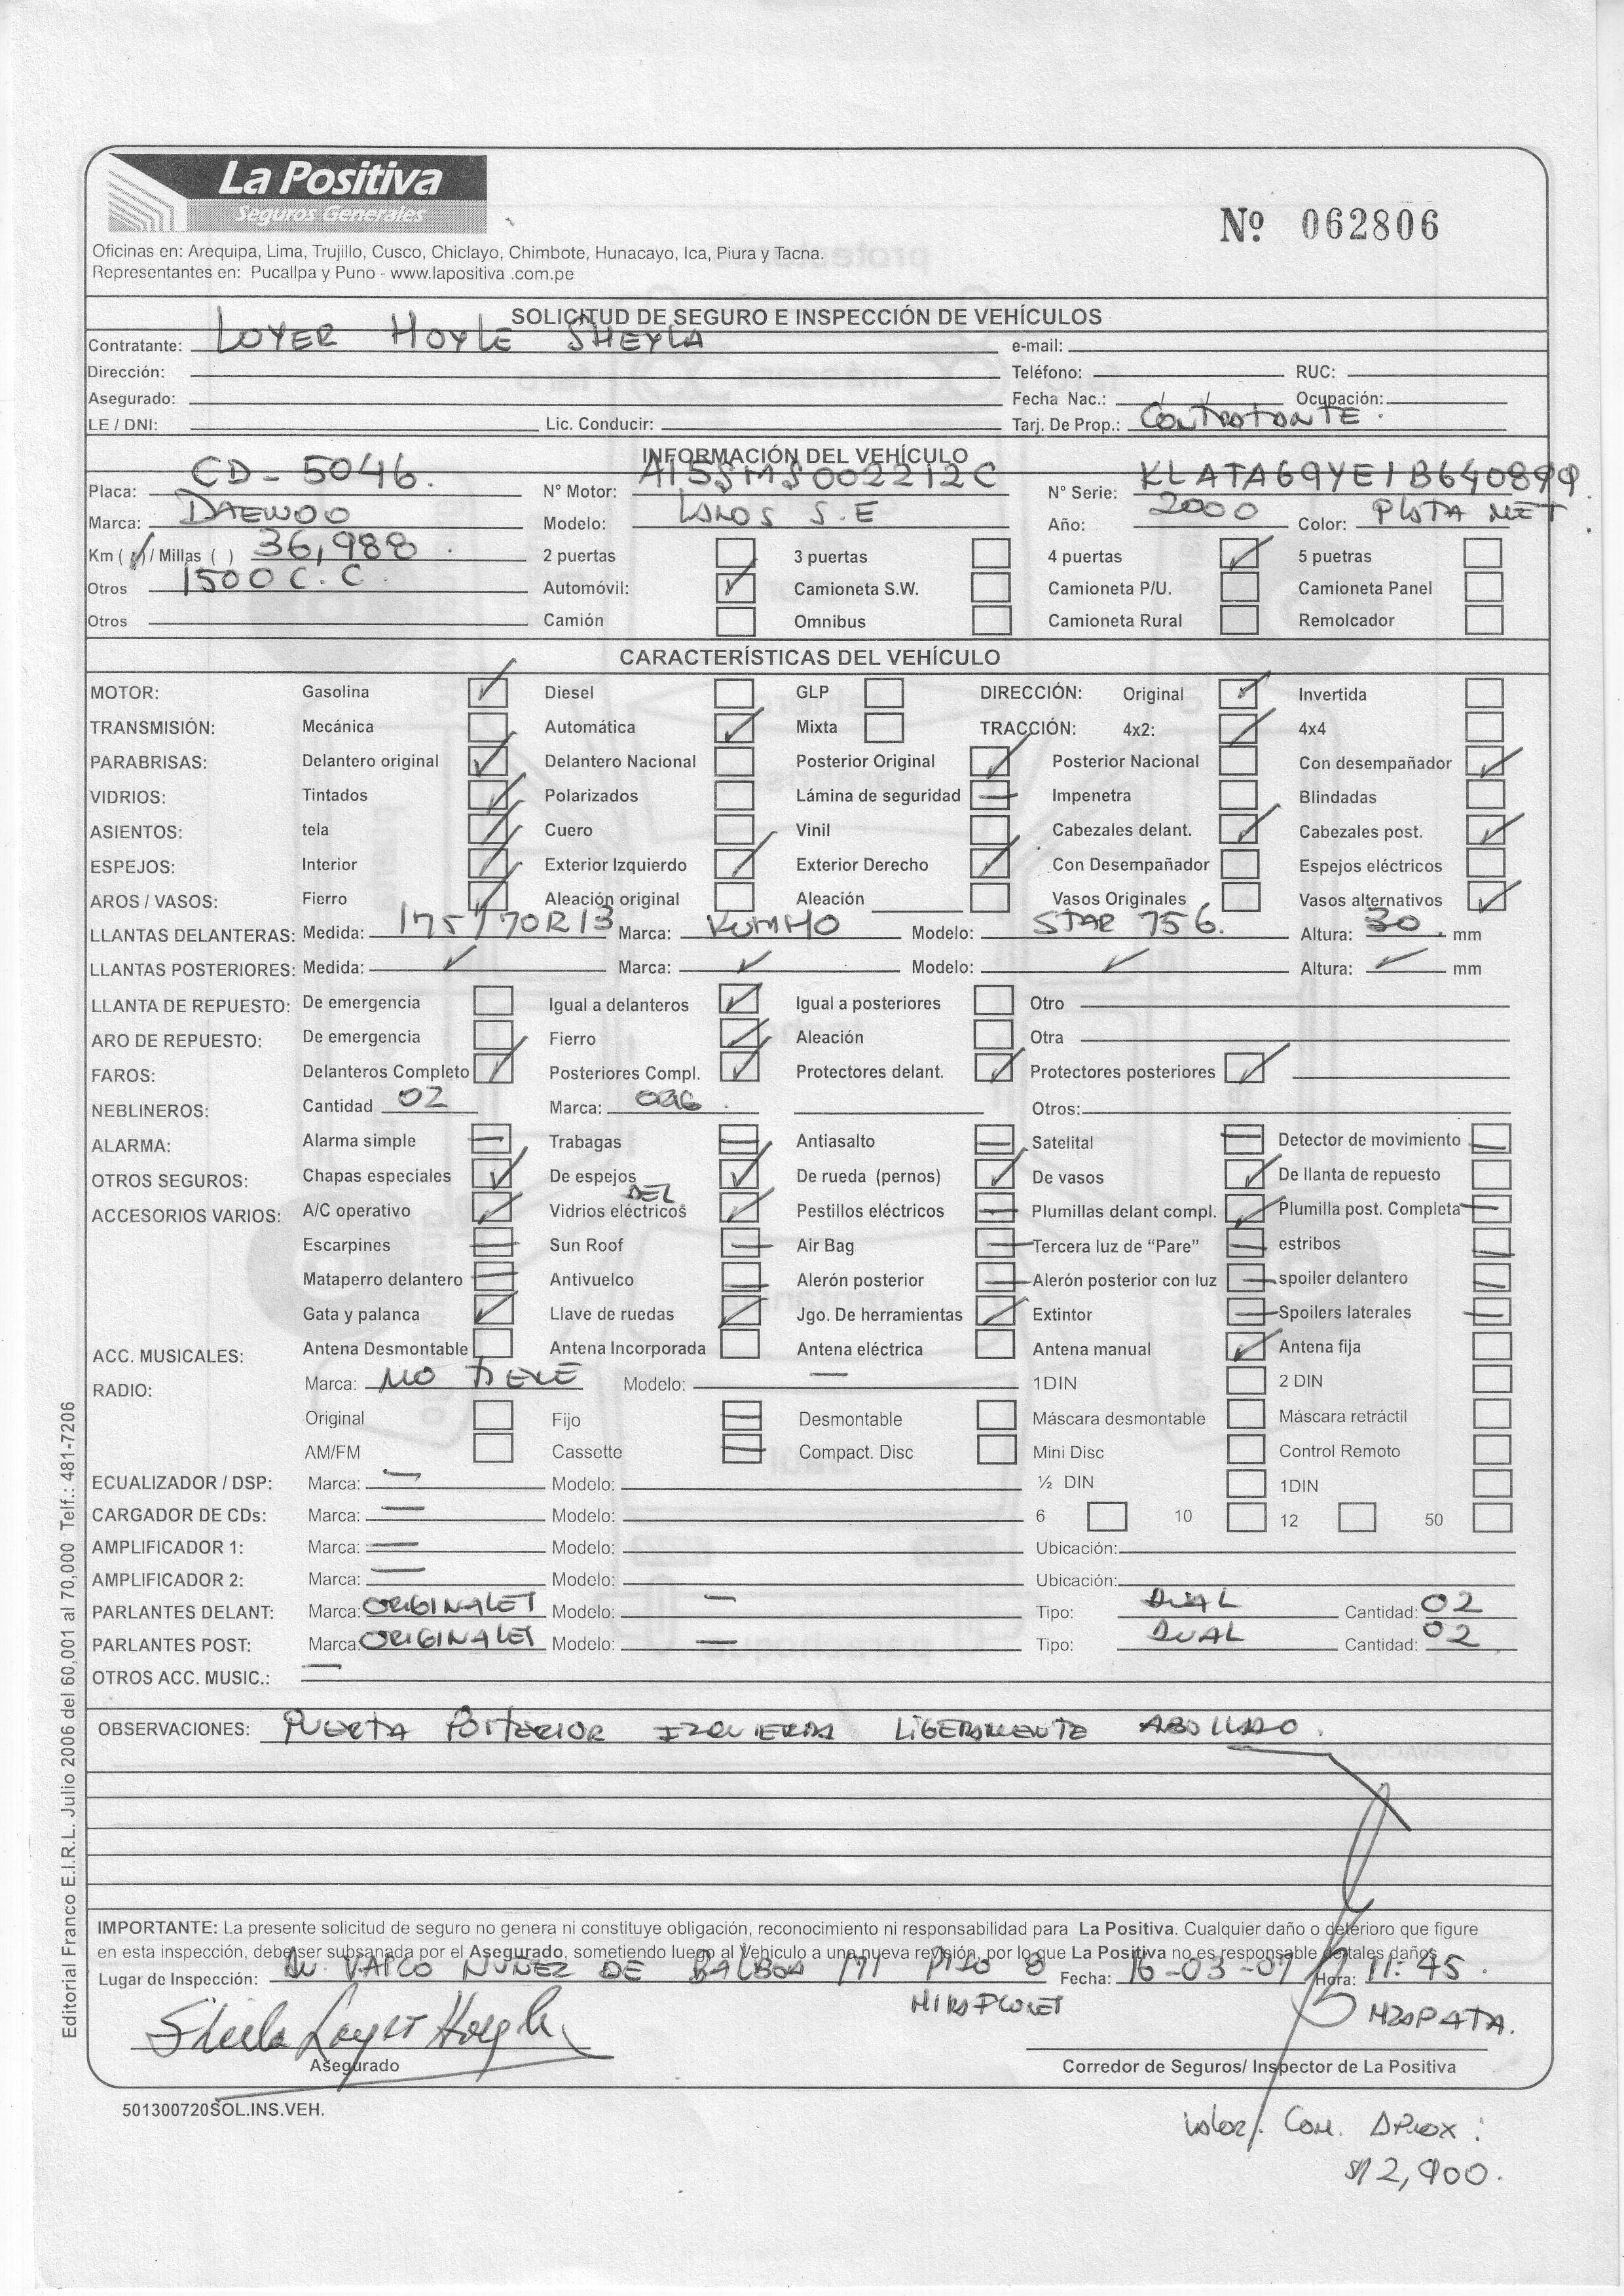 La Positiva
Seguros Generales
Nº 062806
Oficinas en: Arequipa, Lima, Trujillo, Cusco, Chiclayo, Chimbote, Hunacayo, Ica, Piura y Tacna.
Representantes en: Pucallpa y Puno - www.lapositiva .com.pe
SOLICITUD DE SEGURO E INSPECCIÓN DE VEHÍCULOS
Contratante: LOYER HOYLE SHEYLA e-mail:
Dirección: Teléfono: RUC:
Asegurado: Fecha Nac.: / / Ocupación:
LE / DNI: Lic. Conducir: Tarj. De Prop.: CONTRATANTE.
INFORMACIÓN DEL VEHÍCULO
Placa: CD-5046. N° Motor: A15SMS002212C N° Serie: KLATA69YE1B640899.
Marca: DAEWOO Modelo: LANOS S.E Año: 2000 Color: PLATA MET.
Km (✓) / Millas ( ) 36,988. 2 puertas 3 puertas 4 puertas ✓ 5 puetras
Otros 1500 C.C. Automóvil: ✓ Camioneta S.W. Camioneta P/U. Camioneta Panel
Otros Camión Omnibus Camioneta Rural Remolcador
CARACTERÍSTICAS DEL VEHÍCULO
MOTOR: Gasolina ✓ Diesel GLP DIRECCIÓN: Original ✓ Invertida
TRANSMISIÓN: Mecánica Automática ✓ Mixta TRACCIÓN: 4x2: ✓ 4x4
PARABRISAS: Delantero original ✓ Delantero Nacional Posterior Original ✓ Posterior Nacional Con desempañador ✓
VIDRIOS: Tintados ✓ Polarizados Lámina de seguridad — Impenetra Blindadas
ASIENTOS: tela ✓ Cuero Vinil Cabezales delant. ✓ Cabezales post. ✓
ESPEJOS: Interior ✓ Exterior Izquierdo ✓ Exterior Derecho ✓ Con Desempañador Espejos eléctricos
AROS / VASOS: Fierro ✓ Aleación original Aleación Vasos Originales Vasos alternativos ✓
LLANTAS DELANTERAS: Medida: 175/70R13 Marca: KUMHO Modelo: STAR 756. Altura: 30. mm
LLANTAS POSTERIORES: Medida: ✓ Marca: ✓ Modelo: ✓ Altura: ✓ mm
LLANTA DE REPUESTO: De emergencia Igual a delanteros ✓ Igual a posteriores Otro
ARO DE REPUESTO: De emergencia Fierro ✓ Aleación Otra
FAROS: Delanteros Completo ✓ Posteriores Compl. ✓ Protectores delant. ✓ Protectores posteriores ✓
NEBLINEROS: Cantidad 02 Marca: Otros:
ALARMA: Alarma simple — Trabagas — Antiasalto — Satelital — Detector de movimiento —
OTROS SEGUROS: Chapas especiales ✓ De espejos ✓ De rueda (pernos) ✓ De vasos ✓ De llanta de repuesto
ACCESORIOS VARIOS: A/C operativo ✓ Vidrios eléctricos DEL ✓ Pestillos eléctricos — Plumillas delant compl. ✓ Plumilla post. Completa —
Escarpines — Sun Roof — Air Bag — Tercera luz de "Pare" — estribos —
Mataperro delantero — Antivuelco — Alerón posterior — Alerón posterior con luz — spoiler delantero —
Gata y palanca ✓ Llave de ruedas ✓ Jgo. De herramientas ✓ Extintor — Spoilers laterales —
ACC. MUSICALES: Antena Desmontable Antena Incorporada Antena eléctrica Antena manual ✓ Antena fija
RADIO: Marca: NO TIENE Modelo: — 1DIN 2 DIN
Original Fijo — Desmontable Máscara desmontable Máscara retráctil
AM/FM Cassette — Compact. Disc Mini Disc Control Remoto
ECUALIZADOR / DSP: Marca: — Modelo: ½ DIN 1DIN
CARGADOR DE CDs: Marca: — Modelo: 6 10 12 50
AMPLIFICADOR 1: Marca: — Modelo: Ubicación:
AMPLIFICADOR 2: Marca: — Modelo: Ubicación:
PARLANTES DELANT: Marca: ORIGINALES Modelo: — Tipo: DUAL Cantidad: 02
PARLANTES POST: Marca: ORIGINALES Modelo: — Tipo: DUAL Cantidad: 02
OTROS ACC. MUSIC.: —
OBSERVACIONES: PUERTA POSTERIOR IZQUIERDA LIGERAMENTE ABOLLADO.
IMPORTANTE: La presente solicitud de seguro no genera ni constituye obligación, reconocimiento ni responsabilidad para La Positiva. Cualquier daño o deterioro que figure
en esta inspección, debe ser subsanada por el Asegurado, sometiendo luego al Vehiculo a una nueva revisión, por lo que La Positiva no es responsable de tales daños
Lugar de Inspección: AV. VASCO NUÑEZ DE BALBOA 171 PISO 8 Fecha: 16-03-07 Hora: 11:45.
MIRAFLORES
Sheila Loyer Hoyle MZAPATA.
Asegurado Corredor de Seguros/ Inspector de La Positiva
501300720SOL.INS.VEH.
Valor. Com. Aprox:
$12,900.
Editorial Franco E.I.R.L. Julio 2006 del 60,001 al 70,000 Telf.: 481-7206